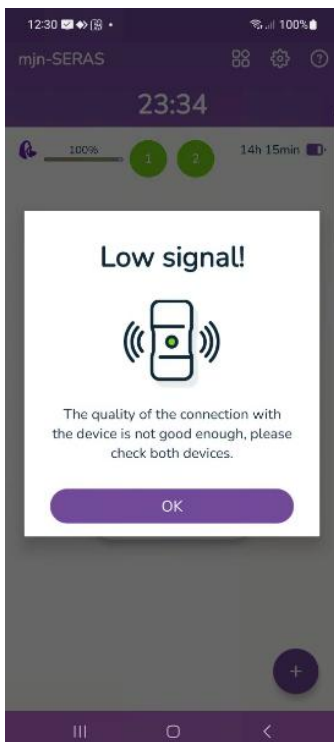 12:30
100%
mjn-SERAS
23:34
100%
1
2
14h 15min
Low signal!
The quality of the connection with
the device is not good enough, please
check both devices.
OK